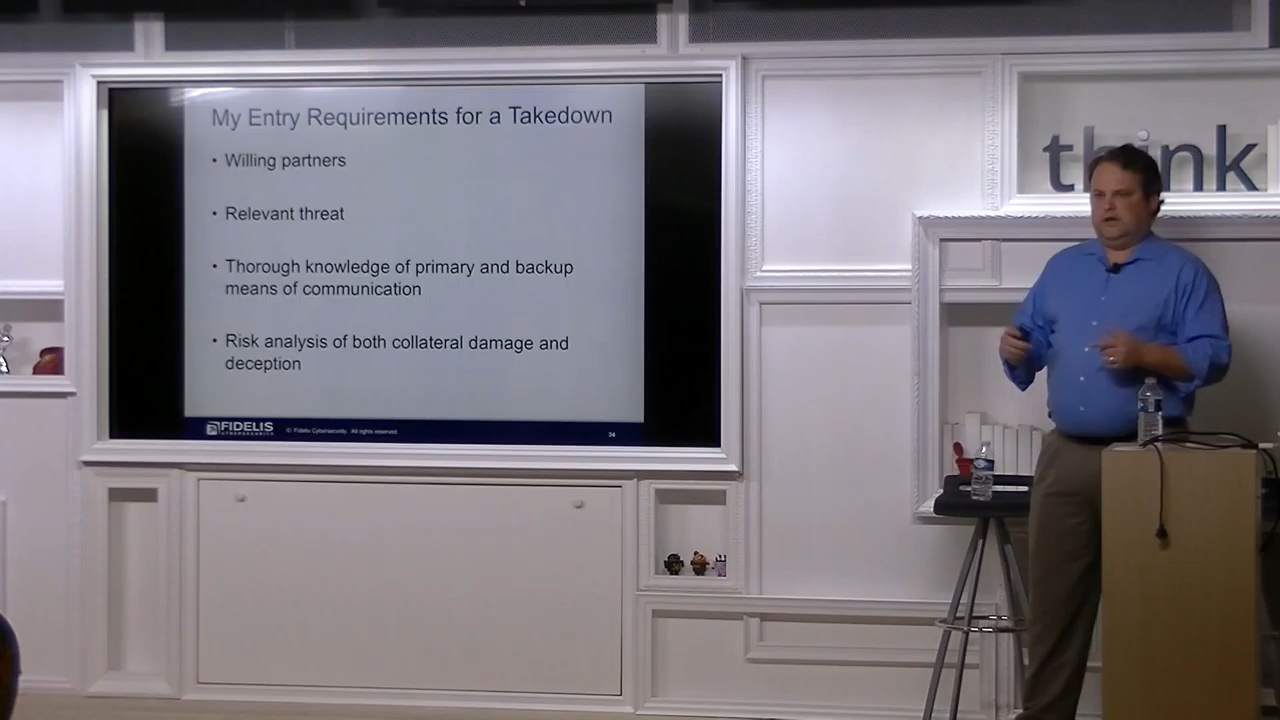 My Entry Requirements for a Takedown
• Willing partners
• Relevant threat
• Thorough knowledge of primary and backup
means of communication
• Risk analysis of both collateral damage and
deception
FIDELIS
CYBERSECURITY
© Fidelis Cybersecurity. All rights reserved.
34
think